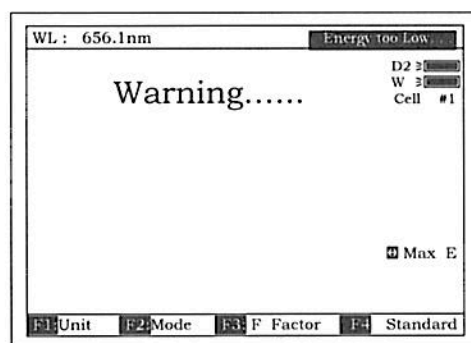 WL : 656.1nm Energy too Low...
D2
W
Warning......
Cell #1
Max E
F1:Unit F2:Mode F3: F Factor F4 Standard